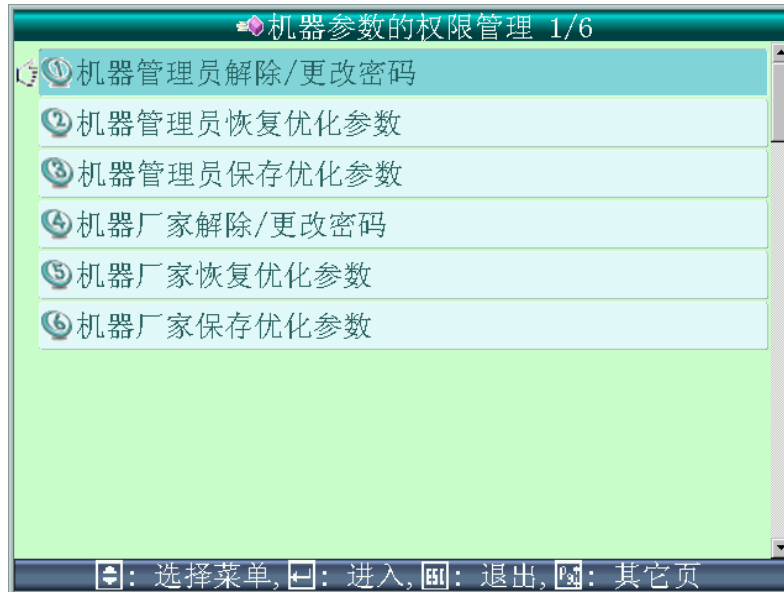 机器参数的权限管理 1/6
①机器管理员解除/更改密码
②机器管理员恢复优化参数
③机器管理员保存优化参数
④机器厂家解除/更改密码
⑤机器厂家恢复优化参数
⑥机器厂家保存优化参数
: 选择菜单, : 进入, : 退出, : 其它页